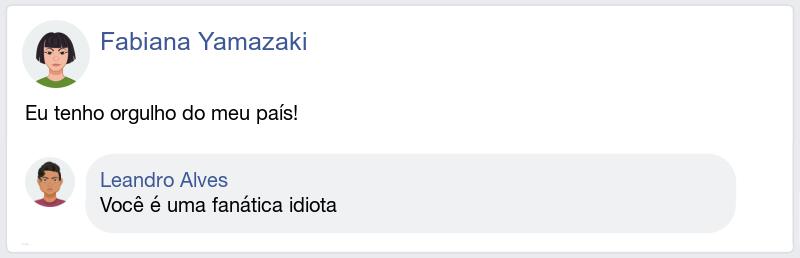 Fabiana Yamazaki
Eu tenho orgulho do meu país!
Leandro Alves
Você é uma fanática idiota